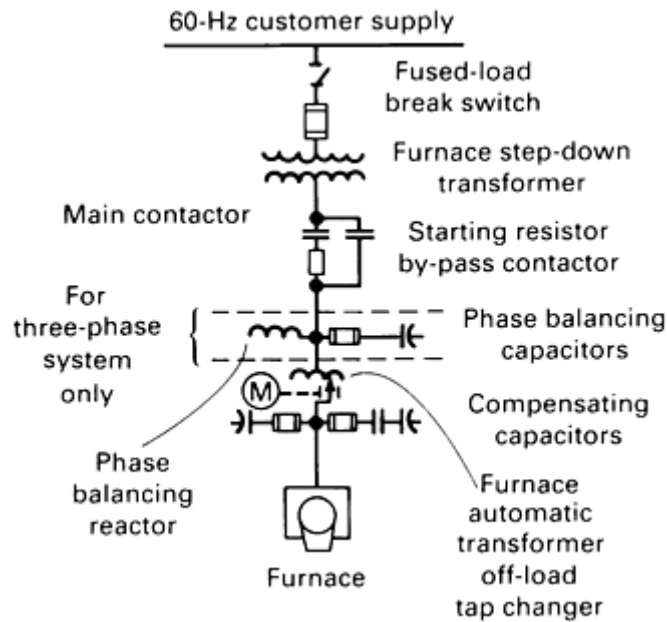 60-Hz customer supply
Fused-load
break switch
Furnace step-down
transformer
Main contactor
Starting resistor
by-pass contactor
For
three-phase
system
only
Phase balancing
capacitors
M
Compensating
capacitors
Phase
balancing
reactor
Furnace
automatic
transformer
off-load
tap changer
Furnace